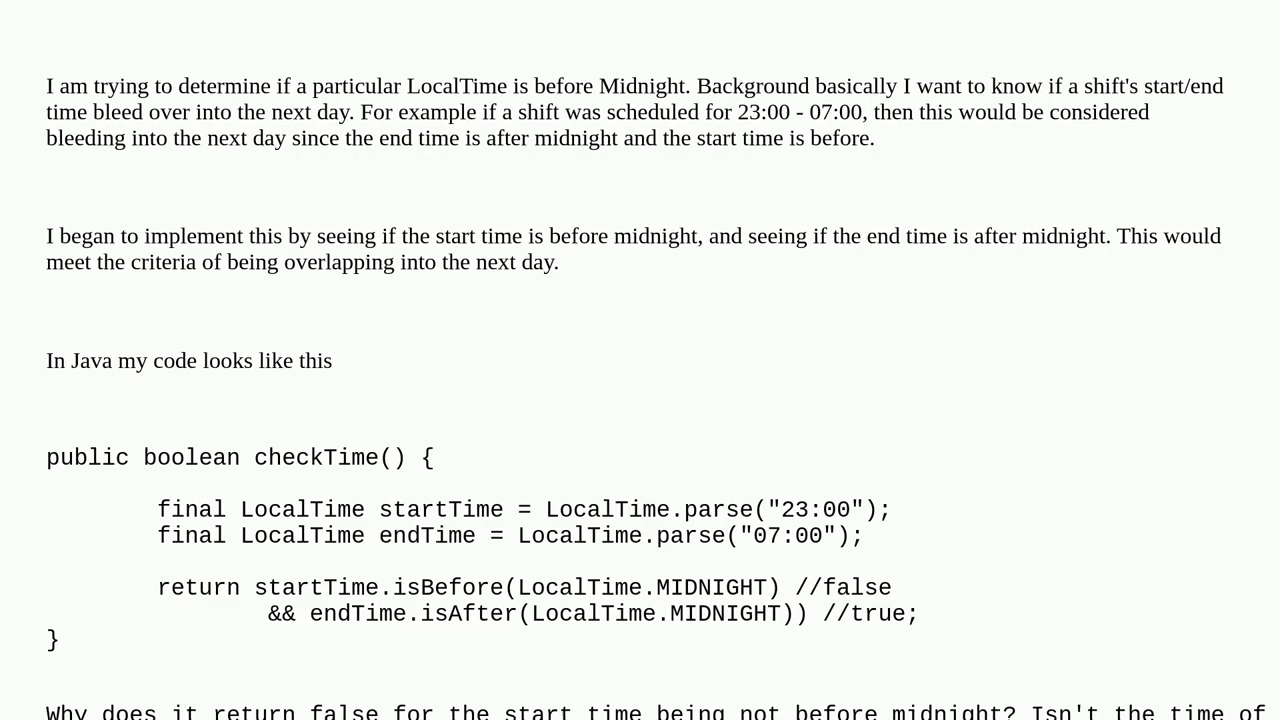 I am trying to determine if a particular LocalTime is before Midnight. Background basically I want to know if a shift's start/end
time bleed over into the next day. For example if a shift was scheduled for 23:00 - 07:00, then this would be considered
bleeding into the next day since the end time is after midnight and the start time is before.
I began to implement this by seeing if the start time is before midnight, and seeing if the end time is after midnight. This would
meet the criteria of being overlapping into the next day.
In Java my code looks like this
public boolean checkTime() {
final LocalTime startTime = LocalTime.parse("23:00");
final LocalTime endTime = LocalTime.parse("07:00");
return startTime.isBefore(LocalTime.MIDNIGHT) //false
&& endTime.isAfter(LocalTime.MIDNIGHT)) //true;
}
Why does it return false for the start time being not before midnight? Isn't the time of